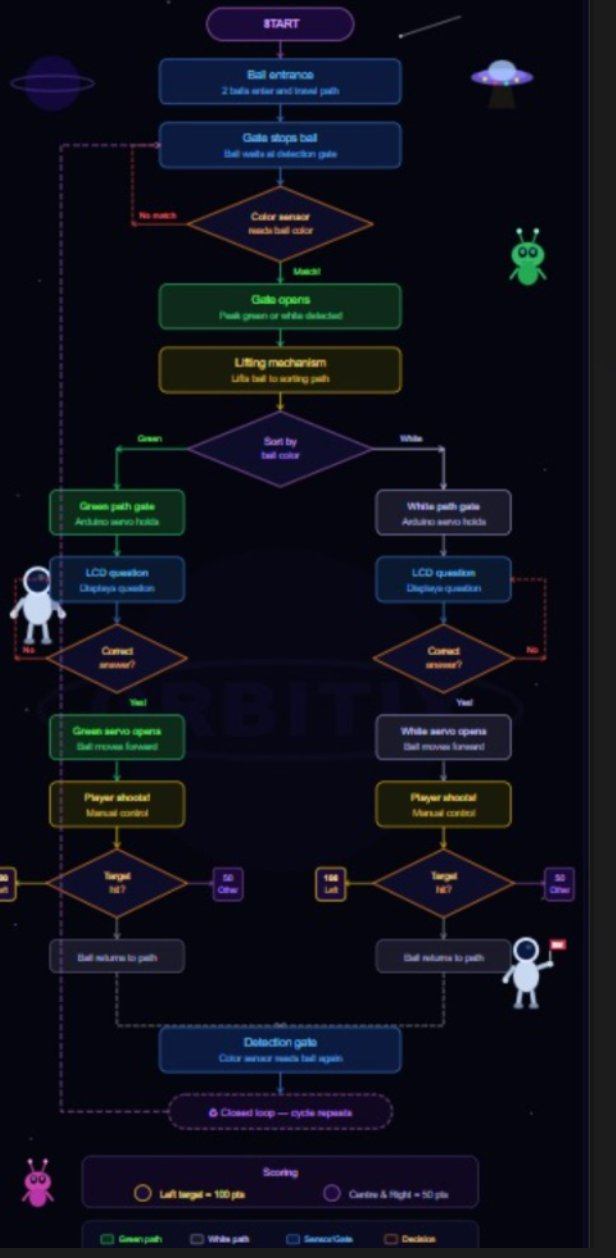 START
Ball entrance
2 balls enter and travel path
Gate stops ball
Ball waits at detection gate
No match
Color sensor
reads ball color
Match!
Gate opens
Peak green or white detected
Lifting mechanism
Lifts ball to sorting path
Green
Sort by
ball color
White
Green path gate
Arduino servo holds
White path gate
Arduino servo holds
LCD question
Displays question
LCD question
Displays question
No
Correct
answer?
Correct
answer?
No
Yes!
Yes!
Green servo opens
Ball moves forward
White servo opens
Ball moves forward
Player shoots!
Manual control
Player shoots!
Manual control
Target
hit?
50
Other
100
Left
Target
hit?
50
Other
Ball returns to path
Ball returns to path
Detection gate
Color sensor reads ball again
Closed loop — cycle repeats
Scoring
Left target = 100 pts
Centre & Right = 50 pts
Green path
White path
Sensor/Gate
Decision